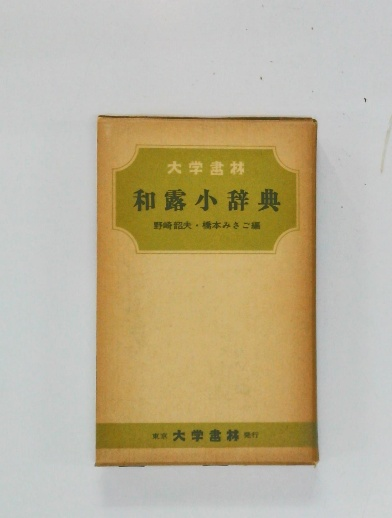 大学書林
和露小辞典
野崎韶夫・橋本みさご編
東京 大学書林 発行